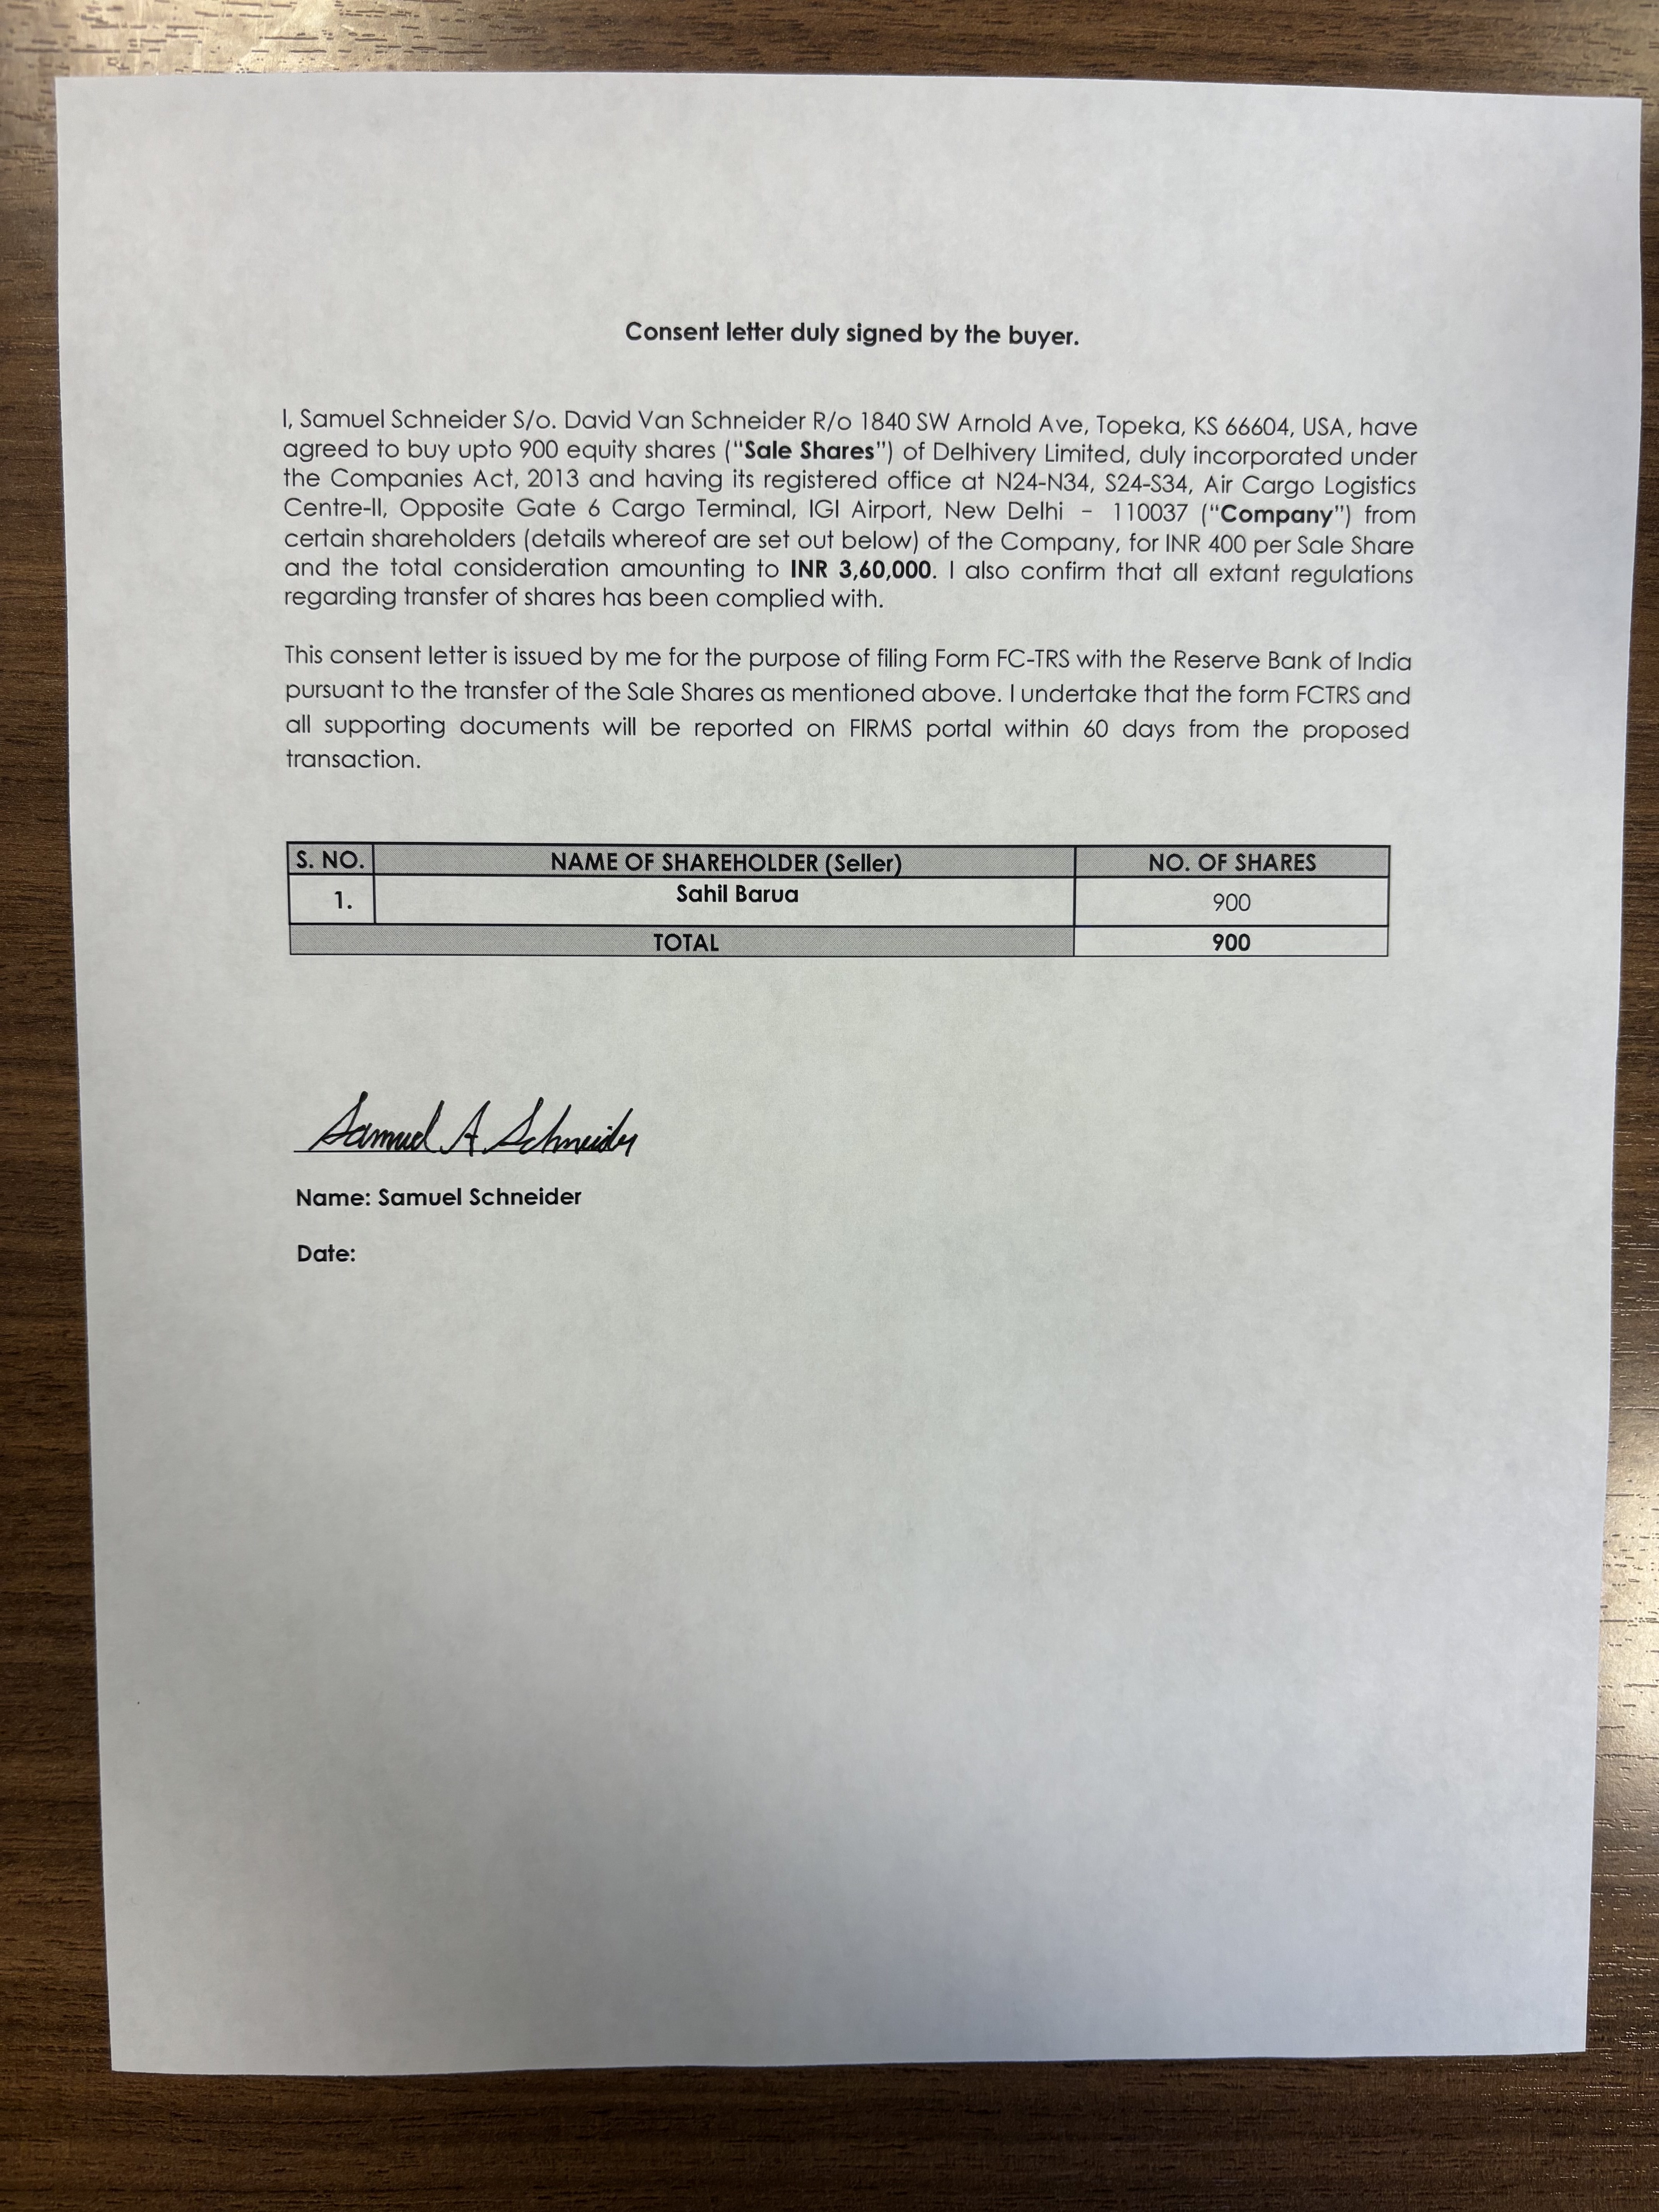 Consent letter duly signed by the buyer.
I, Samuel Schneider S/o. David Van Schneider R/o 1840 SW Arnold Ave, Topeka, KS 66604, USA, have
agreed to buy upto 900 equity shares (“Sale Shares”) of Delhivery Limited, duly incorporated under
the Companies Act, 2013 and having its registered office at N24-N34, S24-S34, Air Cargo Logistics
Centre-II, Opposite Gate 6 Cargo Terminal, IGI Airport, New Delhi – 110037 (“Company”) from
certain shareholders (details whereof are set out below) of the Company, for INR 400 per Sale Share
and the total consideration amounting to INR 3,60,000. I also confirm that all extant regulations
regarding transfer of shares has been complied with.
This consent letter is issued by me for the purpose of filing Form FC-TRS with the Reserve Bank of India
pursuant to the transfer of the Sale Shares as mentioned above. I undertake that the form FCTRS and
all supporting documents will be reported on FIRMS portal within 60 days from the proposed
transaction.
S. NO. NAME OF SHAREHOLDER (Seller) NO. OF SHARES
1. Sahil Barua 900
TOTAL 900
Samuel A Schneider
Name: Samuel Schneider
Date: